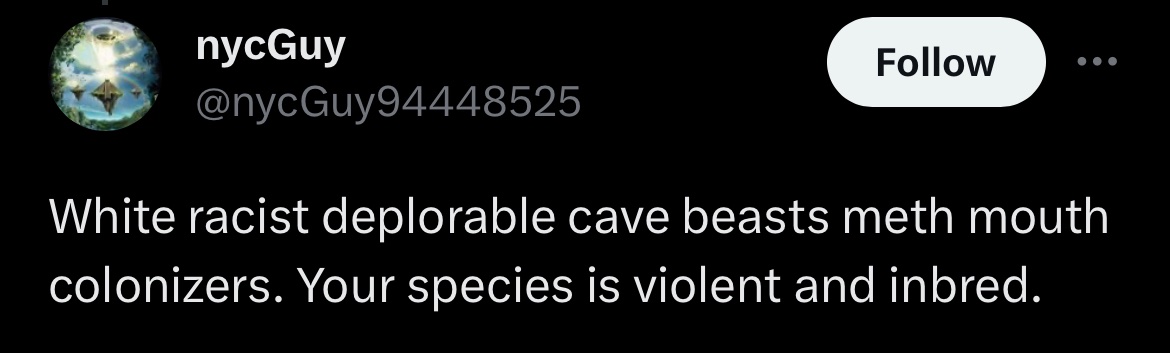 nycGuy
Follow
@nycGuy94448525
White racist deplorable cave beasts meth mouth
colonizers. Your species is violent and inbred.